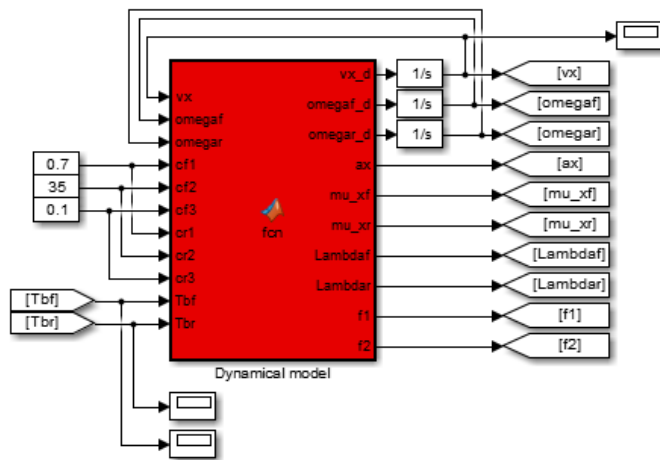 vx_d
1/s
[vx]
vx
omegaf_d
1/s
[omegaf]
omegaf
omegar_d
1/s
[omegar]
omegar
0.7
cf1
ax
[ax]
35
cf2
mu_xf
[mu_xf]
0.1
cf3
cr1
mu_xr
[mu_xr]
fcn
cr2
Lambdaf
[Lambdaf]
cr3
Lambdar
[Lambdar]
[Tbf]
Tbf
f1
[f1]
[Tbr]
Tbr
f2
[f2]
Dynamical model